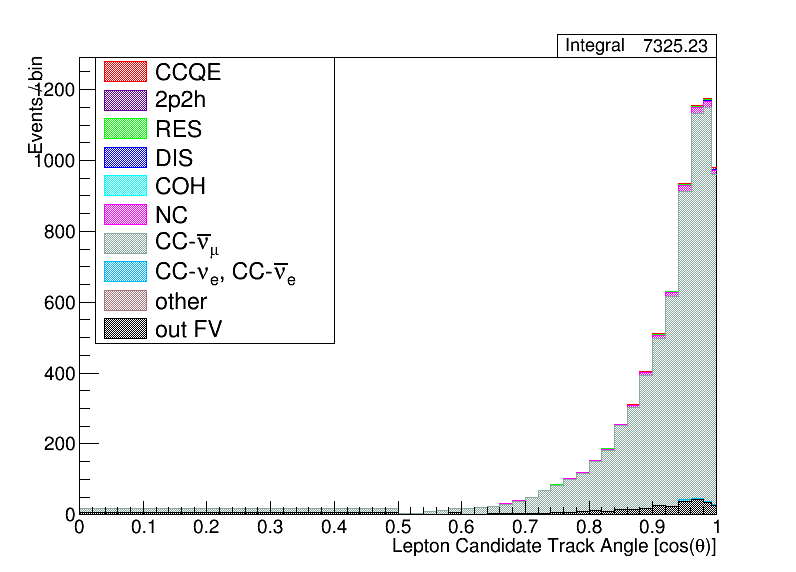 Integral 7325.23
Events / bin
CCQE
2p2h
RES
DIS
COH
NC
CC-ν̅μ
CC-νe, CC-ν̅e
other
out FV
1200
1000
800
600
400
200
0
0 0.1 0.2 0.3 0.4 0.5 0.6 0.7 0.8 0.9 1
Lepton Candidate Track Angle [cos(θ)]